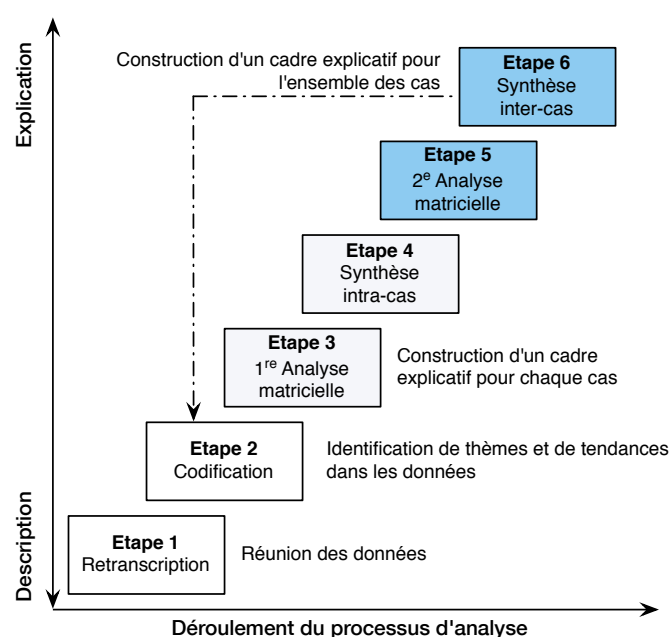 Explication
Construction d'un cadre explicatif pour
l'ensemble des cas
Etape 6
Synthèse
inter-cas
Etape 5
2e Analyse
matricielle
Etape 4
Synthèse
intra-cas
Etape 3
1re Analyse
matricielle
Construction d'un cadre
explicatif pour chaque cas
Etape 2
Codification
Identification de thèmes et de tendances
dans les données
Etape 1
Retranscription
Réunion des données
Description
Déroulement du processus d'analyse